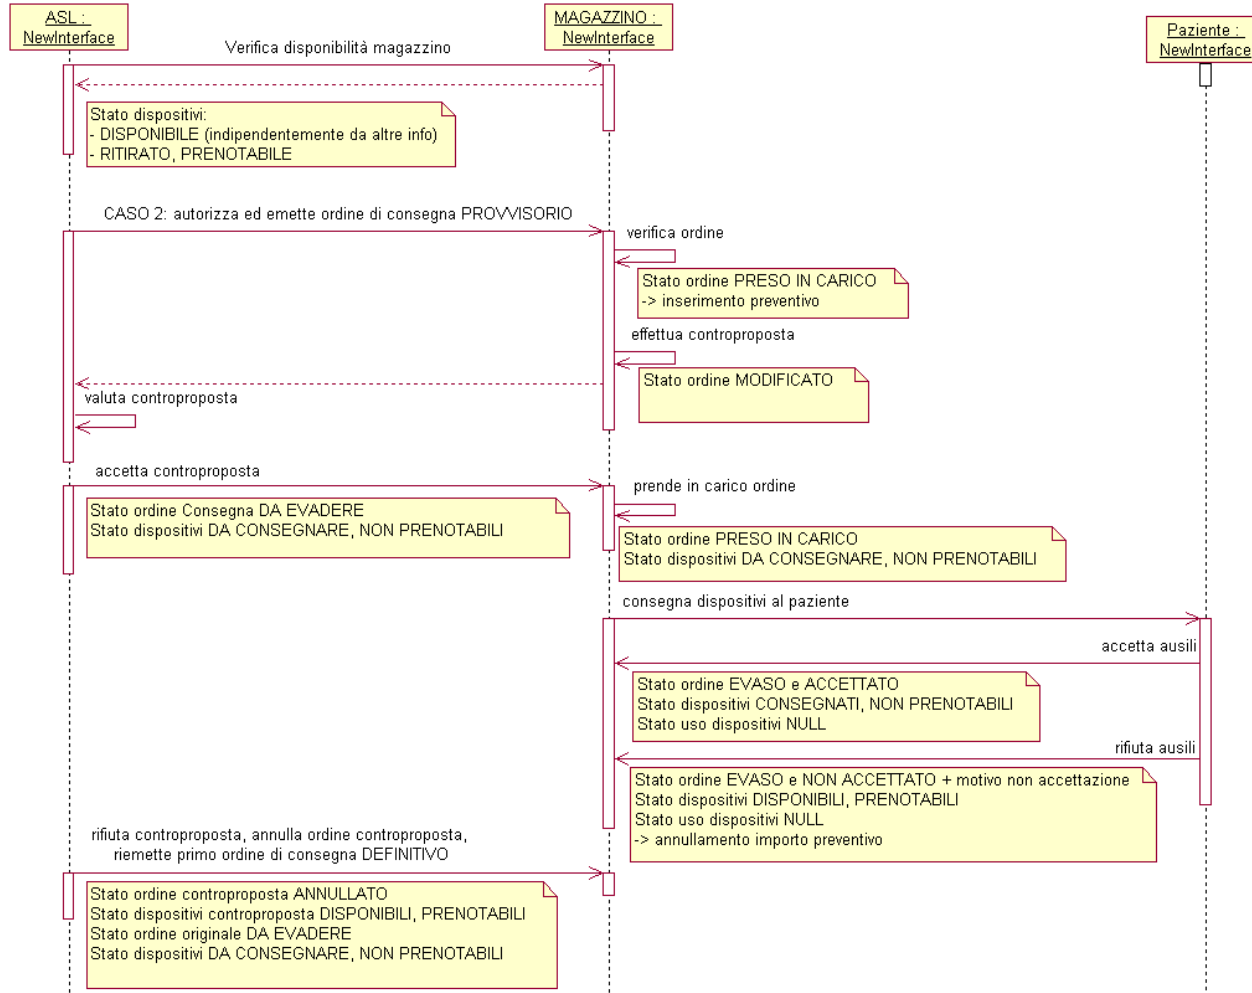 ASL :
NewInterface
MAGAZZINO :
NewInterface
Paziente :
NewInterface
Verifica disponibilità magazzino
Stato dispositivi:
- DISPONIBILE (indipendentemente da altre info)
- RITIRATO, PRENOTABILE
CASO 2: autorizza ed emette ordine di consegna PROVVISORIO
verifica ordine
Stato ordine PRESO IN CARICO
-> inserimento preventivo
effettua controproposta
Stato ordine MODIFICATO
valuta controproposta
accetta controproposta
Stato ordine Consegna DA EVADERE
Stato dispositivi DA CONSEGNARE, NON PRENOTABILI
prende in carico ordine
Stato ordine PRESO IN CARICO
Stato dispositivi DA CONSEGNARE, NON PRENOTABILI
consegna dispositivi al paziente
accetta ausili
Stato ordine EVASO e ACCETTATO
Stato dispositivi CONSEGNATI, NON PRENOTABILI
Stato uso dispositivi NULL
rifiuta ausili
Stato ordine EVASO e NON ACCETTATO + motivo non accettazione
Stato dispositivi DISPONIBILI, PRENOTABILI
Stato uso dispositivi NULL
-> annullamento importo preventivo
rifiuta controproposta, annulla ordine controproposta,
riemette primo ordine di consegna DEFINITIVO
Stato ordine controproposta ANNULLATO
Stato dispositivi controproposta DISPONIBILI, PRENOTABILI
Stato ordine originale DA EVADERE
Stato dispositivi DA CONSEGNARE, NON PRENOTABILI